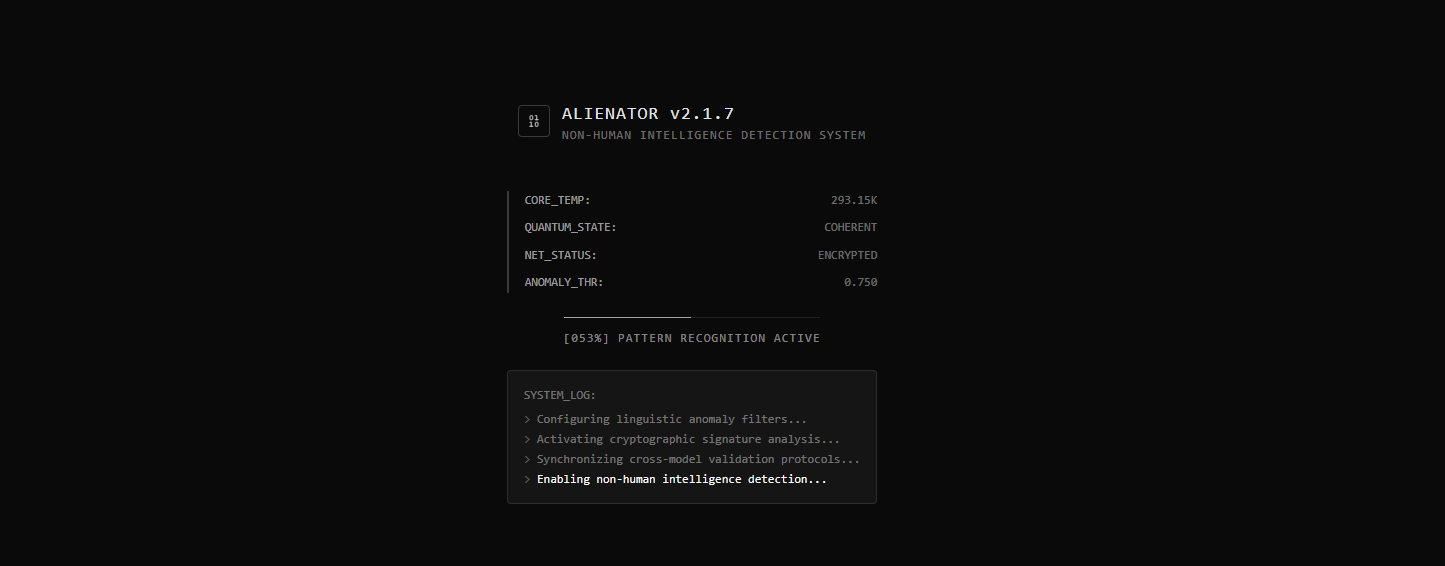 01
10
ALIENATOR v2.1.7
NON-HUMAN INTELLIGENCE DETECTION SYSTEM
CORE_TEMP: 293.15K
QUANTUM_STATE: COHERENT
NET_STATUS: ENCRYPTED
ANOMALY_THR: 0.750
[053%] PATTERN RECOGNITION ACTIVE
SYSTEM_LOG:
> Configuring linguistic anomaly filters...
> Activating cryptographic signature analysis...
> Synchronizing cross-model validation protocols...
> Enabling non-human intelligence detection...